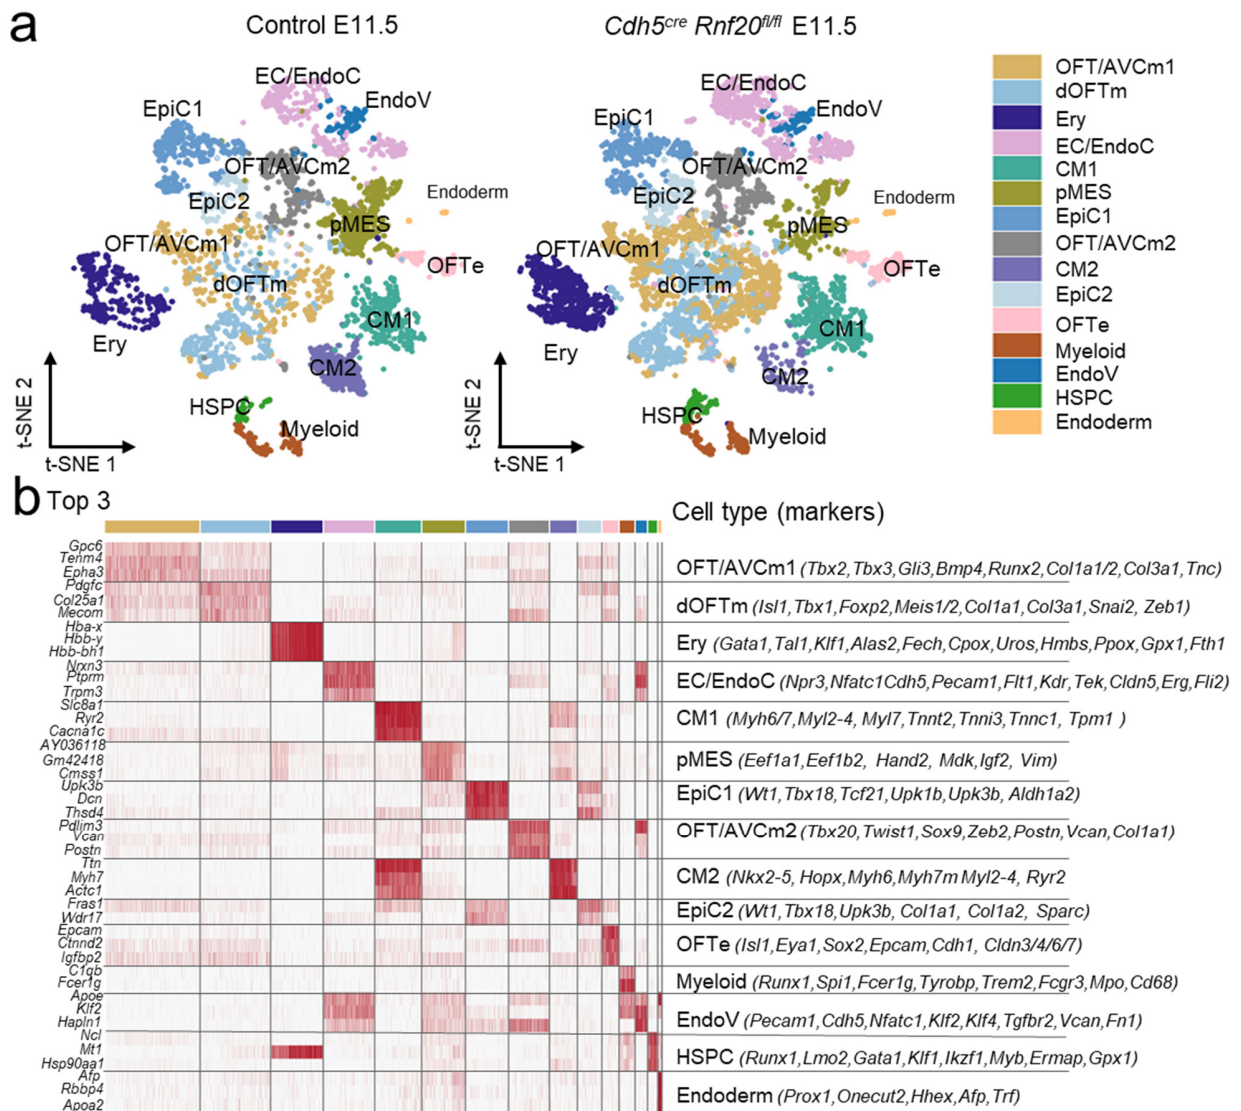 a
Control E11.5
Cdh5cre Rnf20fl/fl E11.5
EC/EndoC
EndoV
EpiC1
OFT/AVCm2
EpiC2
Endoderm
pMES
OFT/AVCm1
OFTe
dOFTm
CM1
Ery
CM2
HSPC
Myeloid
t-SNE 2
t-SNE 1
EC/EndoC
EndoV
EpiC1
OFT/AVCm2
EpiC2
Endoderm
pMES
OFT/AVCm1
OFTe
dOFTm
CM1
Ery
CM2
HSPC
Myeloid
t-SNE 2
t-SNE 1
OFT/AVCm1
dOFTm
Ery
EC/EndoC
CM1
pMES
EpiC1
OFT/AVCm2
CM2
EpiC2
OFTe
Myeloid
EndoV
HSPC
Endoderm
b
Top 3
Cell type (markers)
Gpc6
Tenm4
Epha3
Pdgfc
Col25a1
Mecom
Hba-x
Hbb-y
Hbb-bh1
Nrxn3
Ptprm
Trpm3
Slc8a1
Ryr2
Cacna1c
AY036118
Gm42418
Cmss1
Upk3b
Dcn
Thsd4
Pdlim3
Vcan
Postn
Ttn
Myh7
Actc1
Fras1
Wdr17
Epcam
Ctnnd2
Igfbp2
C1qb
Fcer1g
Apoe
Klf2
Hapln1
Ncl
Mt1
Hsp90aa1
Afp
Rbbp4
Apoa2
OFT/AVCm1 (Tbx2,Tbx3,Gli3,Bmp4,Runx2,Col1a1/2,Col3a1,Tnc)
dOFTm (Isl1,Tbx1,Foxp2,Meis1/2,Col1a1,Col3a1,Snai2, Zeb1)
Ery (Gata1,Tal1,Klf1,Alas2,Fech,Cpox,Uros,Hmbs,Ppox,Gpx1,Fth1
EC/EndoC (Npr3,Nfatc1Cdh5,Pecam1,Flt1,Kdr,Tek,Cldn5,Erg,Fli2)
CM1 (Myh6/7,Myl2-4, Myl7,Tnnt2,Tnni3,Tnnc1, Tpm1 )
pMES (Eef1a1,Eef1b2, Hand2, Mdk,Igf2, Vim)
EpiC1 (Wt1,Tbx18,Tcf21,Upk1b,Upk3b, Aldh1a2)
OFT/AVCm2 (Tbx20,Twist1,Sox9,Zeb2,Postn,Vcan,Col1a1)
CM2 (Nkx2-5, Hopx,Myh6,Myh7m Myl2-4, Ryr2
EpiC2 (Wt1,Tbx18,Upk3b, Col1a1, Col1a2, Sparc)
OFTe (Isl1,Eya1,Sox2,Epcam,Cdh1, Cldn3/4/6/7)
Myeloid (Runx1,Spi1,Fcer1g,Tyrobp,Trem2,Fcgr3,Mpo,Cd68)
EndoV (Pecam1,Cdh5,Nfatc1,Klf2,Klf4,Tgfbr2,Vcan,Fn1)
HSPC (Runx1,Lmo2,Gata1,Klf1,Ikzf1,Myb,Ermap,Gpx1)
Endoderm (Prox1,Onecut2,Hhex,Afp,Trf)